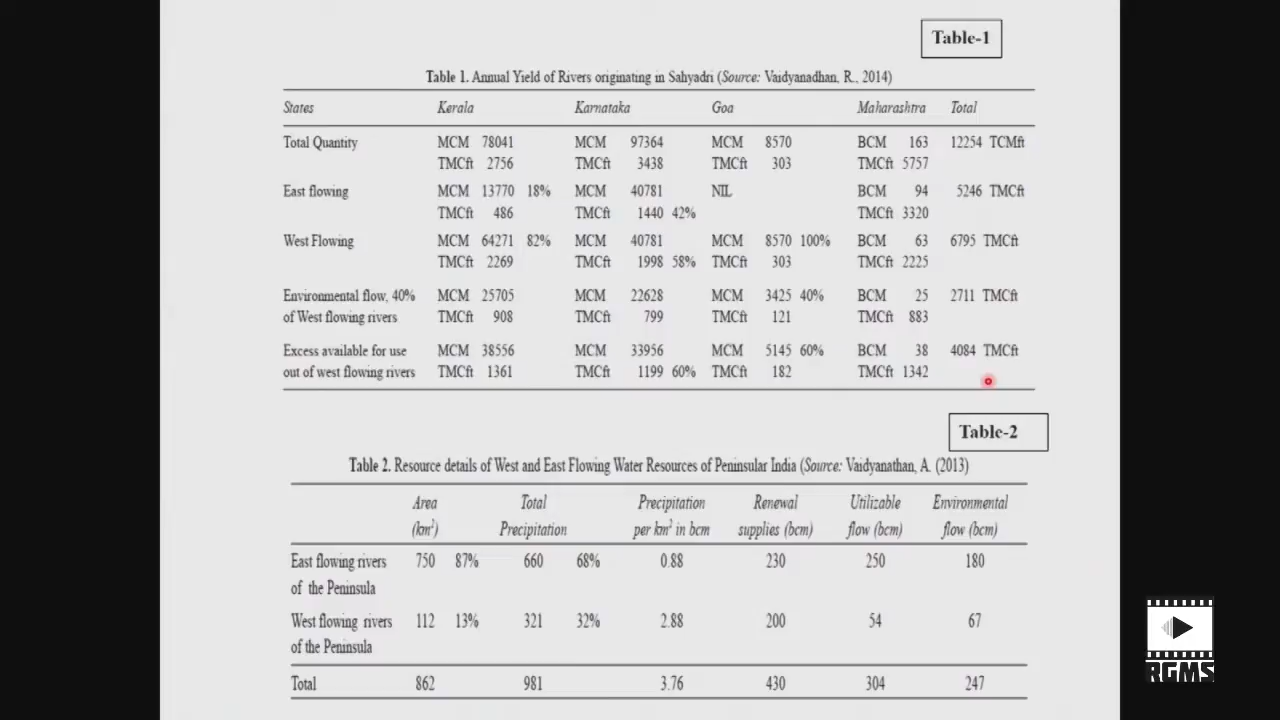 Table-1
Table 1. Annual Yield of Rivers originating in Sahyadri (Source: Vaidyanadhan, R., 2014)
States Kerala Karnataka Goa Maharashtra Total
Total Quantity MCM 78041 MCM 97364 MCM 8570 BCM 163 12254 TCMft
TMCft 2756 TMCft 3438 TMCft 303 TMCft 5757
East flowing MCM 13770 18% MCM 40781 NIL BCM 94 5246 TMCft
TMCft 486 TMCft 1440 42% TMCft 3320
West Flowing MCM 64271 82% MCM 40781 MCM 8570 100% BCM 63 6795 TMCft
TMCft 2269 TMCft 1998 58% TMCft 303 TMCft 2225
Environmental flow, 40% MCM 25705 MCM 22628 MCM 3425 40% BCM 25 2711 TMCft
of West flowing rivers TMCft 908 TMCft 799 TMCft 121 TMCft 883
Excess available for use MCM 38556 MCM 33956 MCM 5145 60% BCM 38 4084 TMCft
out of west flowing rivers TMCft 1361 TMCft 1199 60% TMCft 182 TMCft 1342
Table-2
Table 2. Resource details of West and East Flowing Water Resources of Peninsular India (Source: Vaidyanathan, A. (2013)
Area Total Precipitation Renewal Utilizable Environmental
(km²) Precipitation per km² in bcm supplies (bcm) flow (bcm) flow (bcm)
East flowing rivers 750 87% 660 68% 0.88 230 250 180
of the Peninsula
West flowing rivers 112 13% 321 32% 2.88 200 54 67
of the Peninsula
Total 862 981 3.76 430 304 247
RGMS